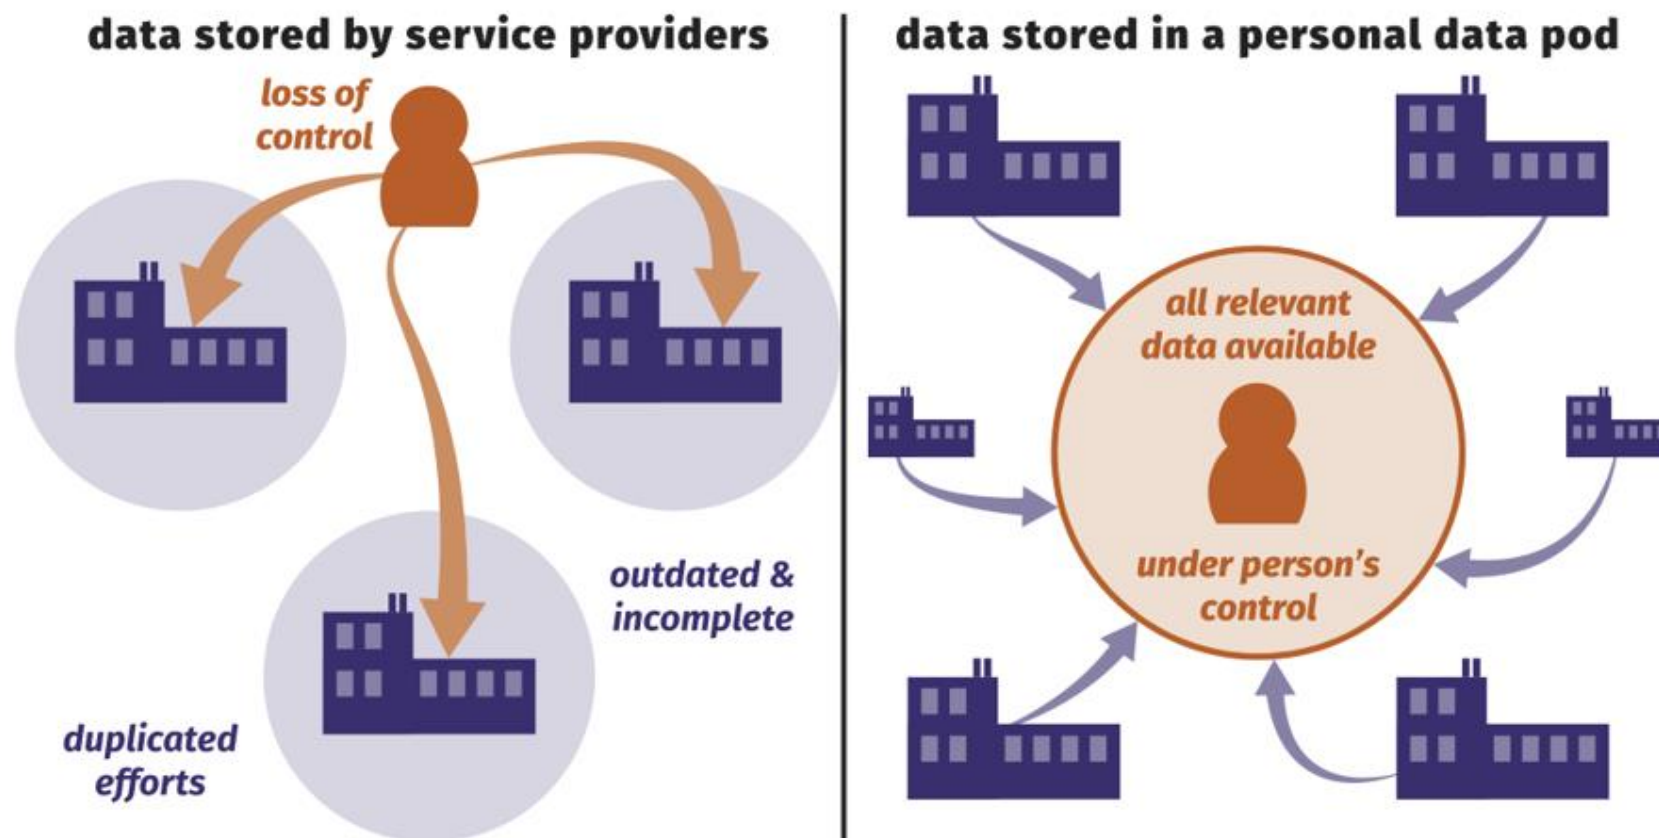 data stored by service providers
loss of
control
outdated &
incomplete
duplicated
efforts
data stored in a personal data pod
all relevant
data available
under person's
control